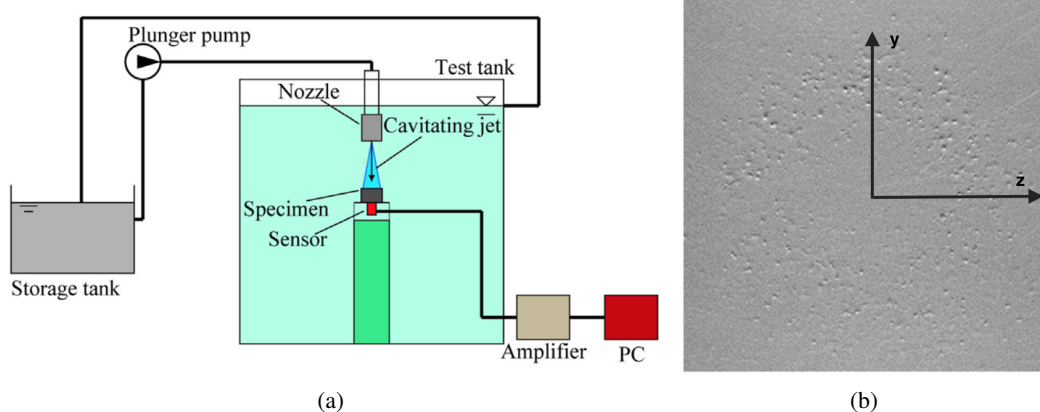 Plunger pump
Test tank
Nozzle
Cavitating jet
Specimen
Sensor
Storage tank
Amplifier
PC
y
z
(a)
(b)